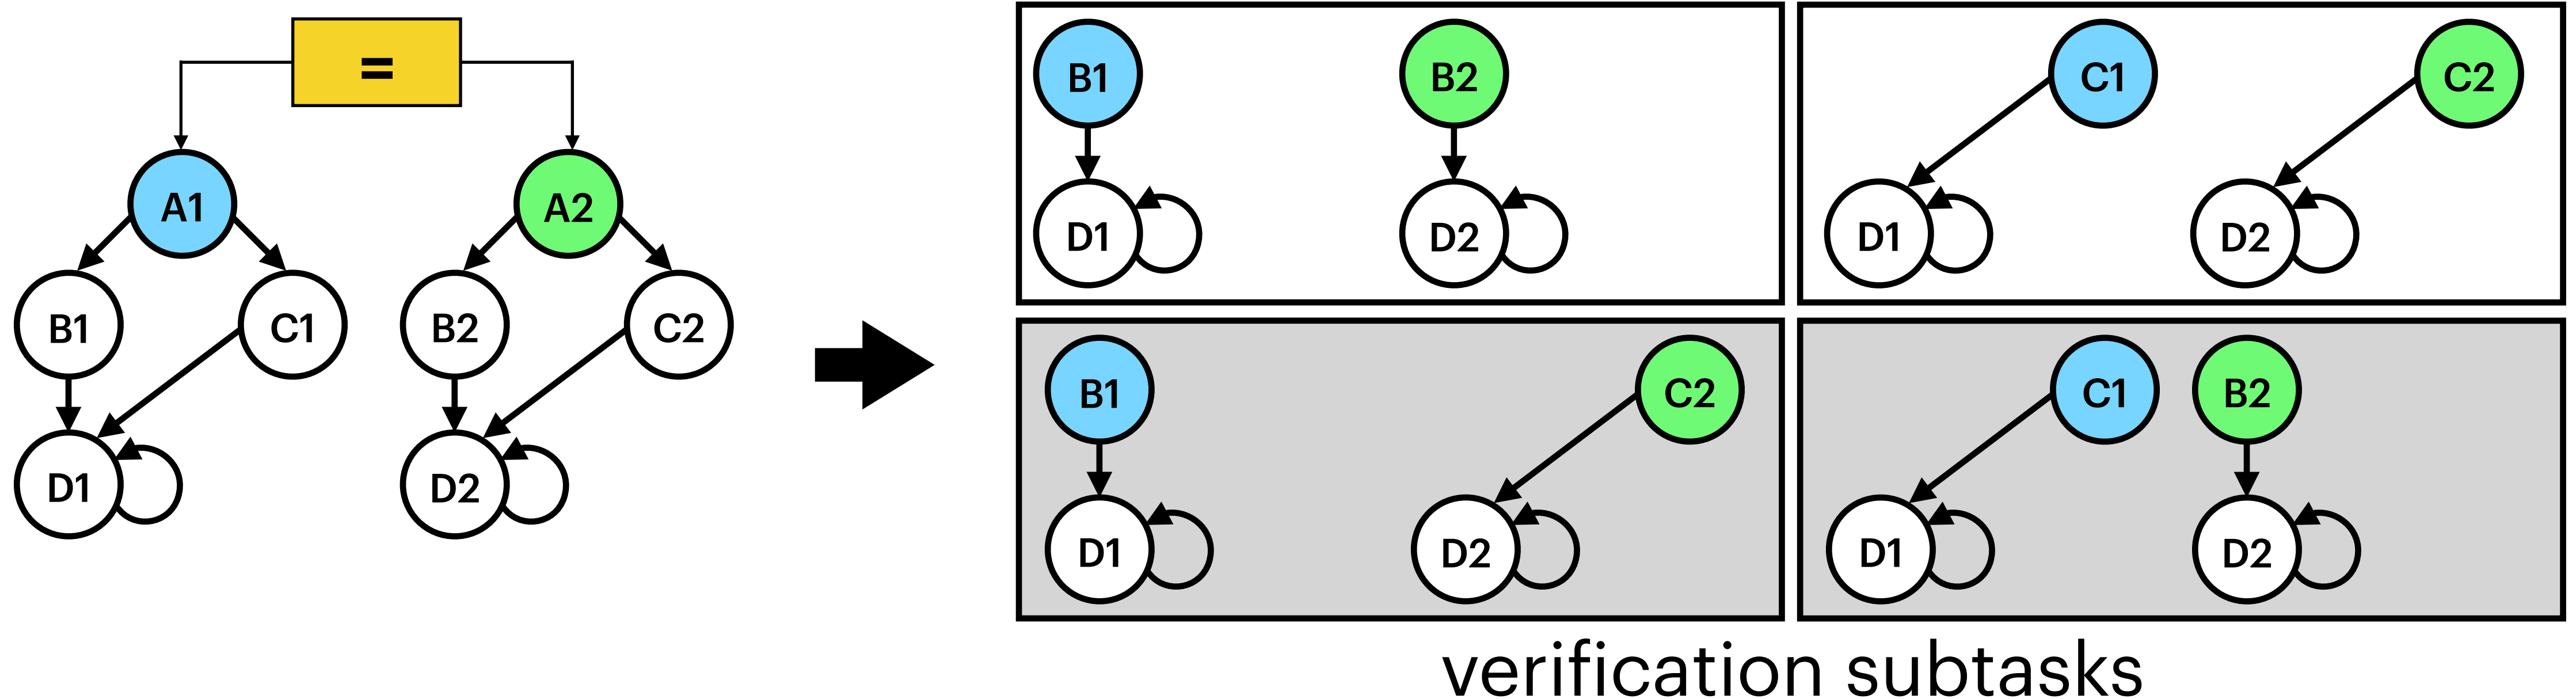 =
A1
A2
B1
C1
B2
C2
D1
D2
B1
B2
D1
D2
C1
C2
D1
D2
B1
C2
D1
D2
C1
B2
D1
D2
verification subtasks